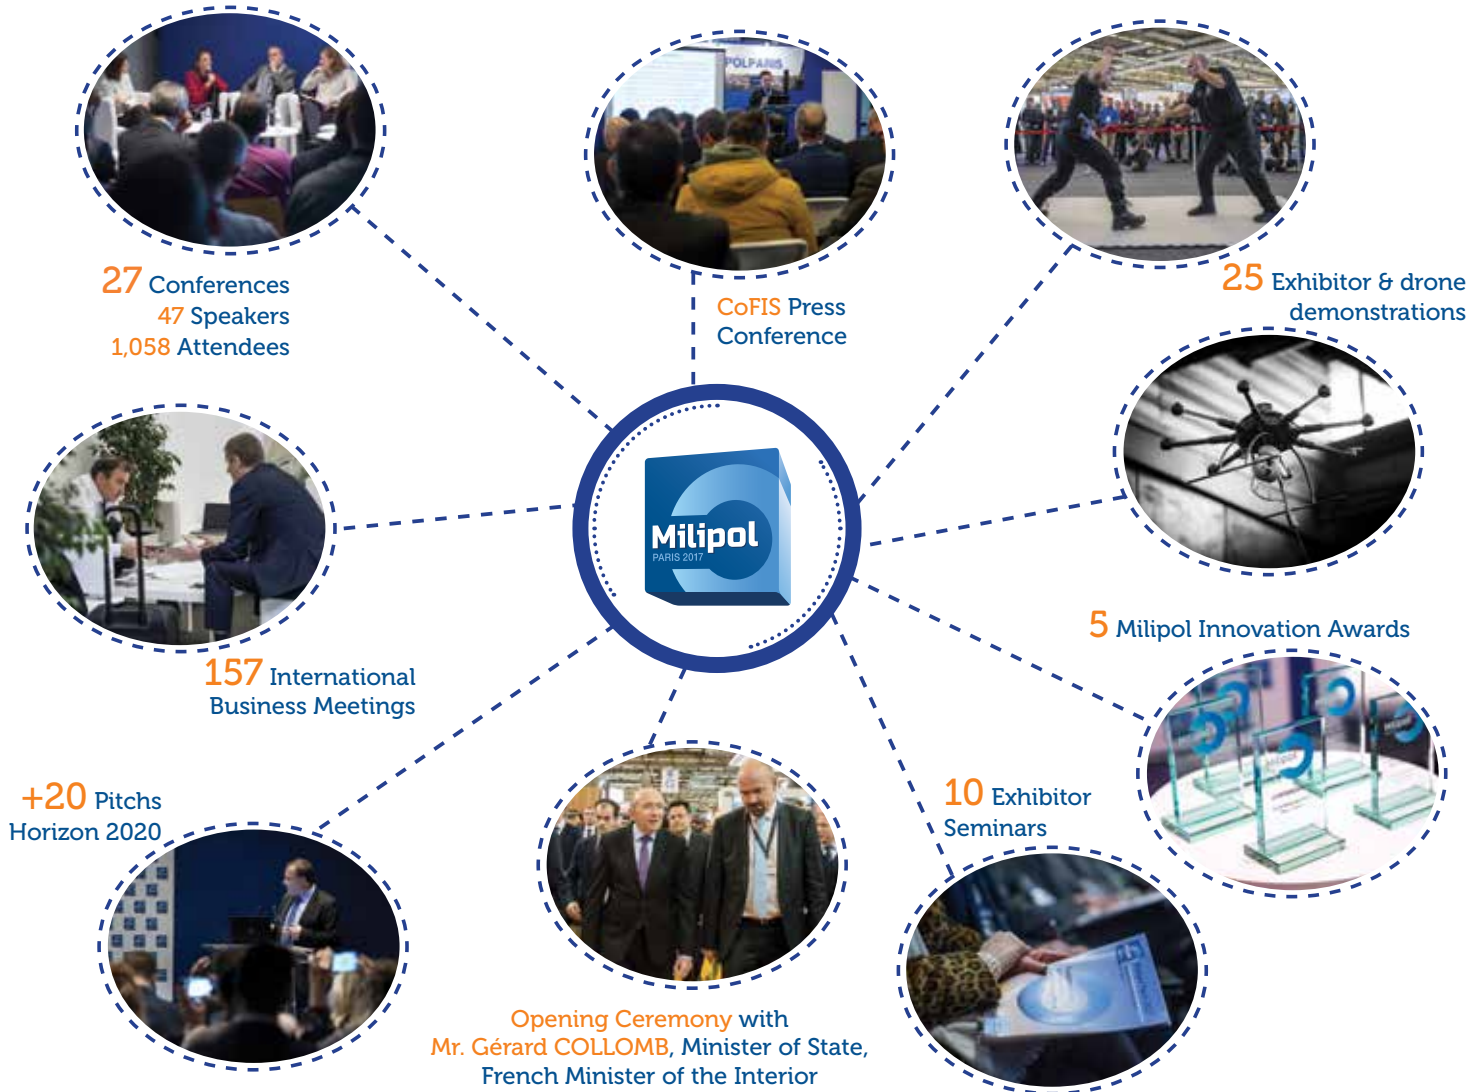 POLPARIS
27 Conferences
47 Speakers
1,058 Attendees
CoFIS Press
Conference
25 Exhibitor & drone
demonstrations
Milipol
PARIS 2017
157 International
Business Meetings
5 Milipol Innovation Awards
+20 Pitchs
Horizon 2020
10 Exhibitor
Seminars
Opening Ceremony with
Mr. Gérard COLLOMB, Minister of State,
French Minister of the Interior